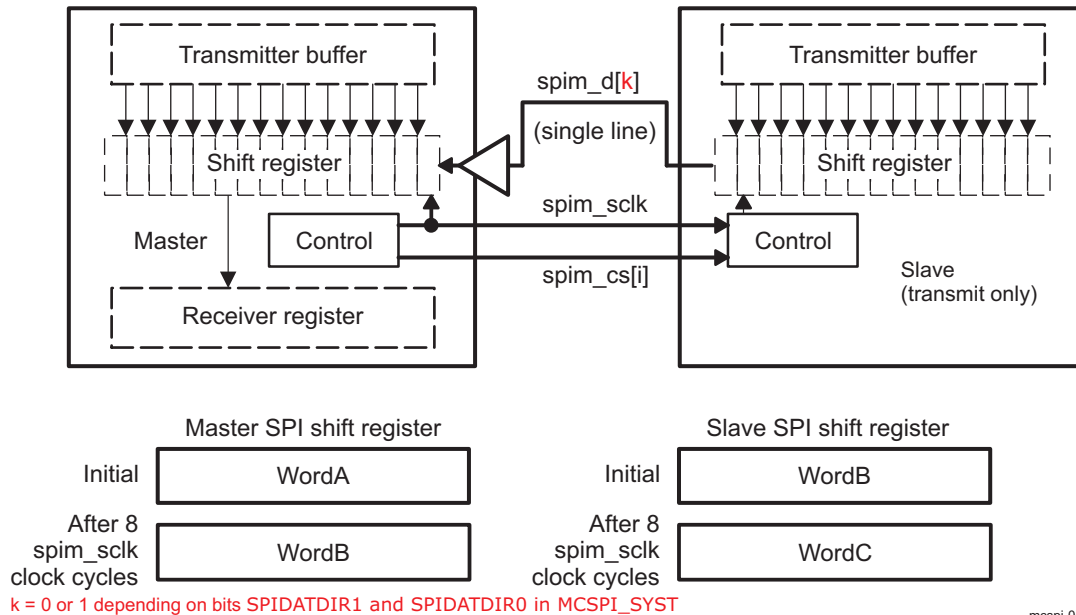 Transmitter buffer
Transmitter buffer
spim_d[k]
(single line)
Shift register
Shift register
spim_sclk
Master
Control
Control
spim_cs[i]
Slave
(transmit only)
Receiver register
Master SPI shift register
Slave SPI shift register
Initial
WordA
Initial
WordB
After 8
spim_sclk
clock cycles
WordB
After 8
spim_sclk
clock cycles
WordC
k = 0 or 1 depending on bits SPIDATDIR1 and SPIDATDIR0 in MCSPI_SYST